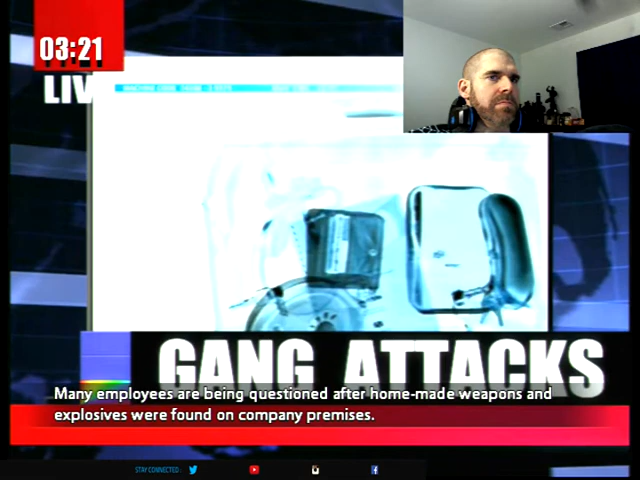 03:21
LIV
GANG ATTACKS
Many employees are being questioned after home-made weapons and
explosives were found on company premises.
STAY CONNECTED: